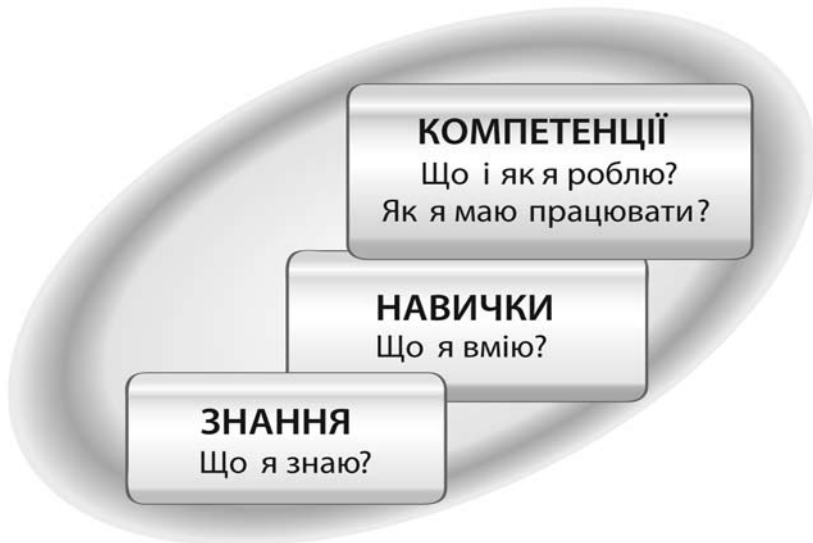 КОМПЕТЕНЦІЇ
Що і як я роблю?
Як я маю працювати?
НАВИЧКИ
Що я вмію?
ЗНАННЯ
Що я знаю?